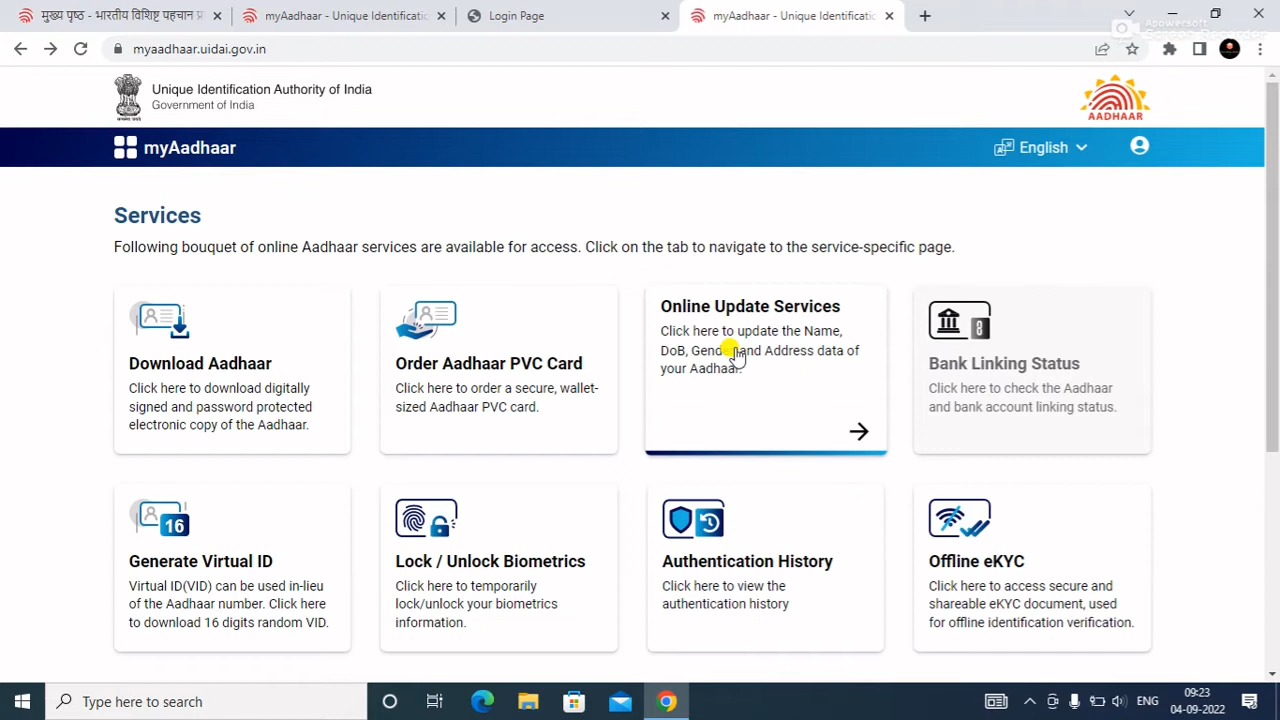 मुख्य पृष्ठ - भारतीय विशिष्ट पहचान प्र
myAadhaar - Unique Identification
Login Page
myAadhaar - Unique Identification
Apowersoft
Screen Recorder
myaadhaar.uidai.gov.in
Unique Identification Authority of India
Government of India
AADHAAR
myAadhaar
English
Services
Following bouquet of online Aadhaar services are available for access. Click on the tab to navigate to the service-specific page.
Download Aadhaar
Click here to download digitally
signed and password protected
electronic copy of the Aadhaar.
Order Aadhaar PVC Card
Click here to order a secure, wallet-
sized Aadhaar PVC card.
Online Update Services
Click here to update the Name,
DoB, Gender and Address data of
your Aadhaar.
Bank Linking Status
Click here to check the Aadhaar
and bank account linking status.
16
Generate Virtual ID
Virtual ID(VID) can be used in-lieu
of the Aadhaar number. Click here
to download 16 digits random VID.
Lock / Unlock Biometrics
Click here to temporarily
lock/unlock your biometrics
information.
Authentication History
Click here to view the
authentication history
Offline eKYC
Click here to access secure and
shareable eKYC document, used
for offline identification verification.
Type here to search
ENG
09:23
04-09-2022